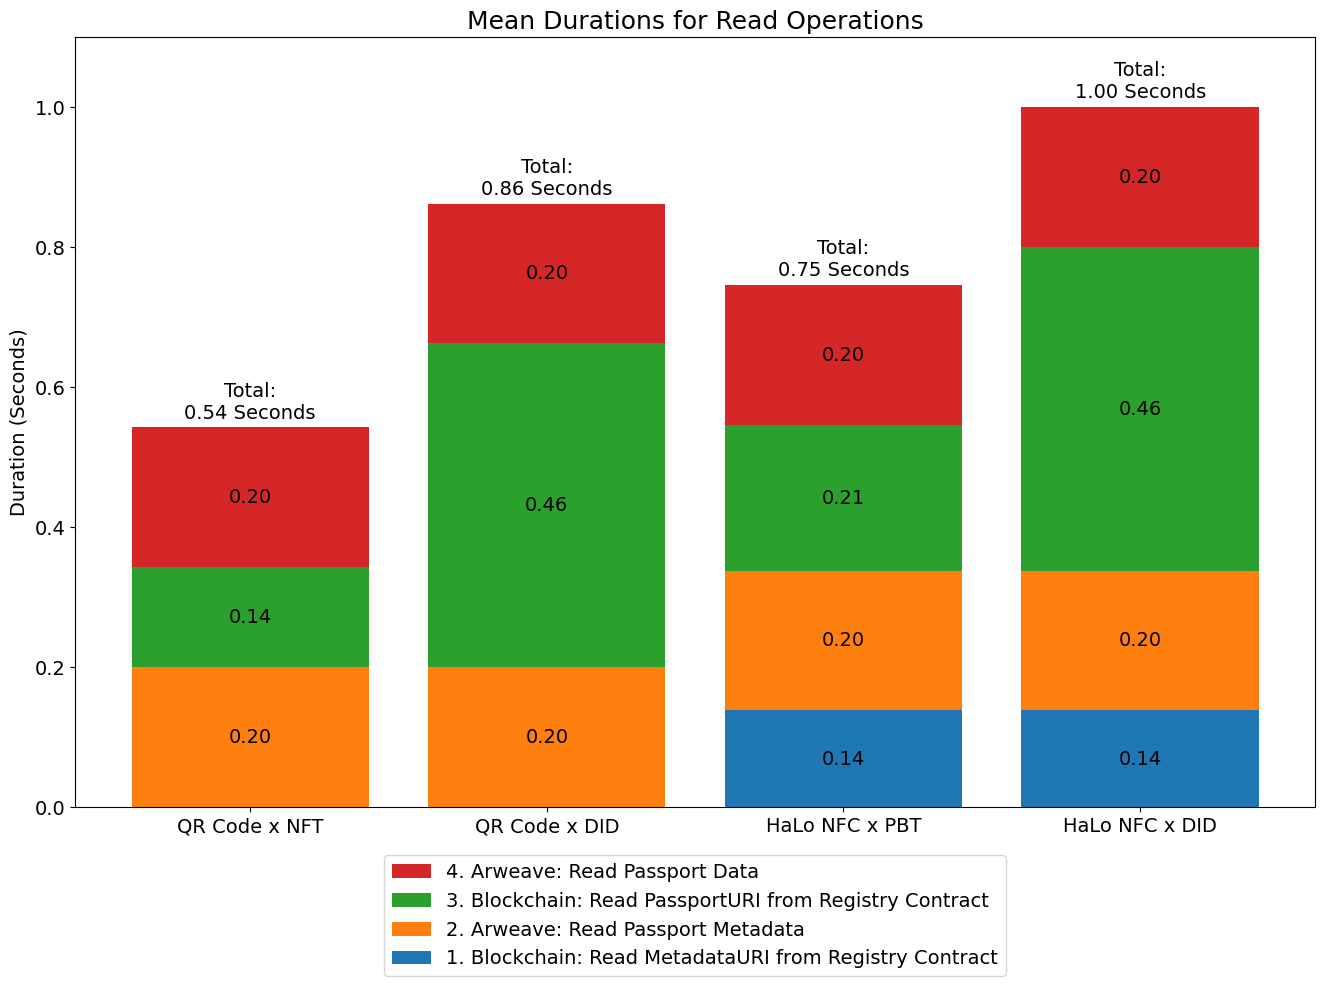 Mean Durations for Read Operations
Total:
1.00 Seconds
Total:
0.86 Seconds
Total:
0.75 Seconds
Total:
0.54 Seconds
Duration (Seconds)
1.0
0.8
0.6
0.4
0.2
0.0
0.20
0.14
0.20
0.20
0.46
0.20
0.20
0.21
0.20
0.14
0.20
0.46
0.20
0.14
QR Code x NFT
QR Code x DID
HaLo NFC x PBT
HaLo NFC x DID
4. Arweave: Read Passport Data
3. Blockchain: Read PassportURI from Registry Contract
2. Arweave: Read Passport Metadata
1. Blockchain: Read MetadataURI from Registry Contract